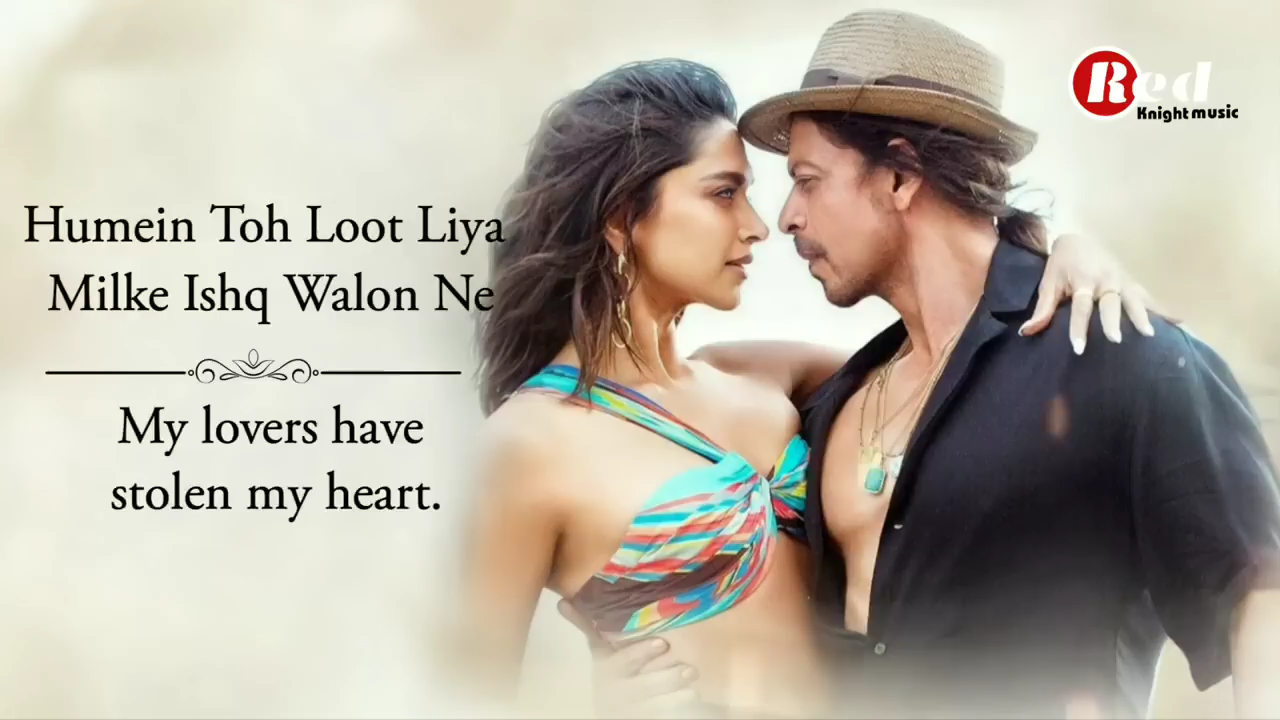 Humein Toh Loot Liya
Milke Ishq Walon Ne
My lovers have
stolen my heart.
Red
Knight music